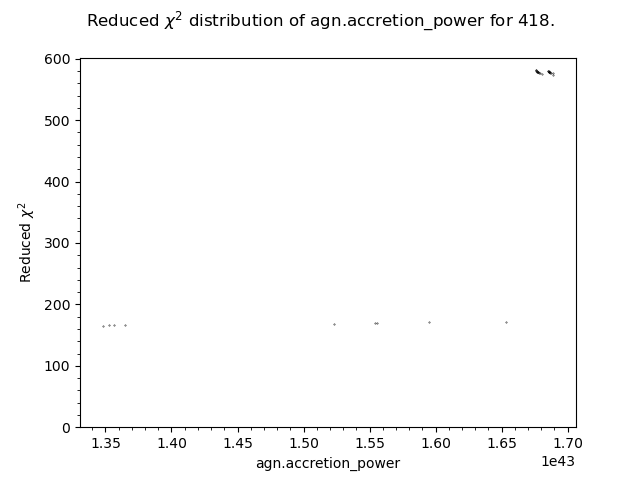 Reduced χ² distribution of agn.accretion_power for 418.
600
500
400
300
200
100
0
Reduced χ²
1.35 1.40 1.45 1.50 1.55 1.60 1.65 1.70
1e43
agn.accretion_power